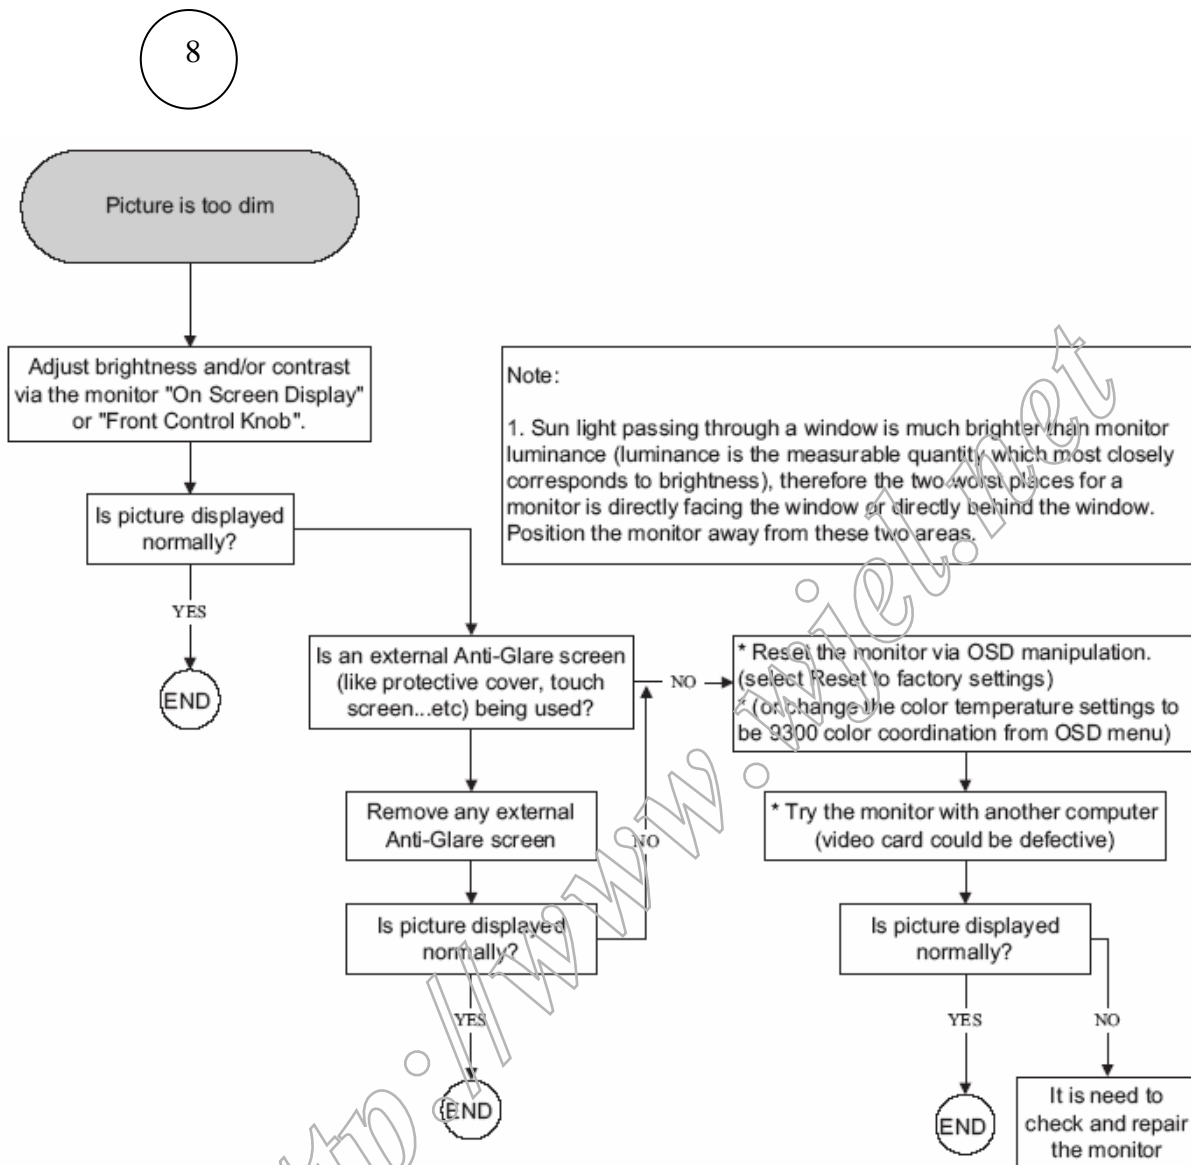 8
Picture is too dim
Adjust brightness and/or contrast
via the monitor "On Screen Display"
or "Front Control Knob".
Note:
1. Sun light passing through a window is much brighter than monitor
luminance (luminance is the measurable quantity which most closely
corresponds to brightness), therefore the two worst places for a
monitor is directly facing the window or directly behind the window.
Position the monitor away from these two areas.
Is picture displayed
normally?
YES
END
Is an external Anti-Glare screen
(like protective cover, touch
screen...etc) being used?
NO
* Reset the monitor via OSD manipulation.
(select Reset to factory settings)
* (or change the color temperature settings to
be 9300 color coordination from OSD menu)
Remove any external
Anti-Glare screen
NO
* Try the monitor with another computer
(video card could be defective)
Is picture displayed
normally?
YES
END
Is picture displayed
normally?
YES
NO
END
It is need to
check and repair
the monitor
http://www.wjel.net